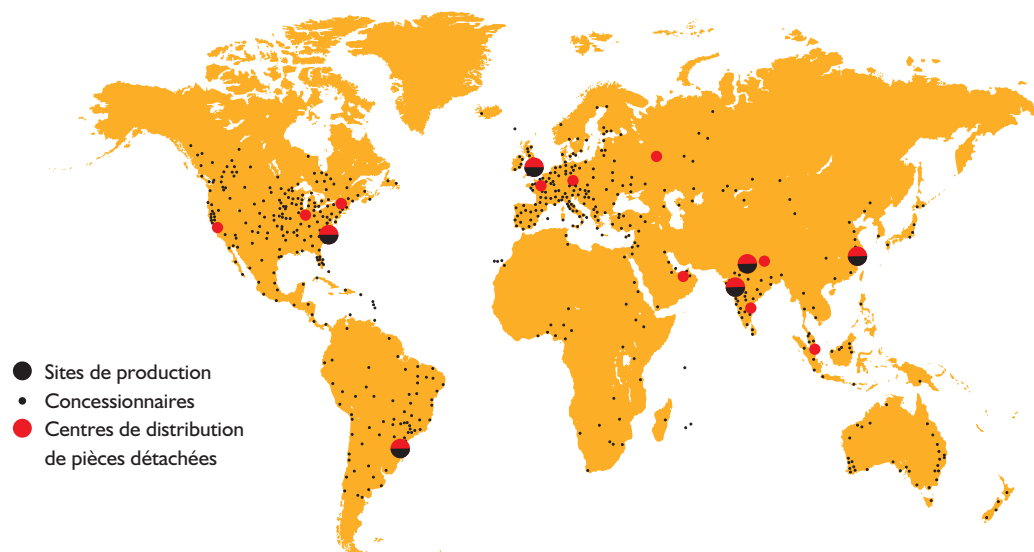 Sites de production
Concessionnaires
Centres de distribution
de pièces détachées